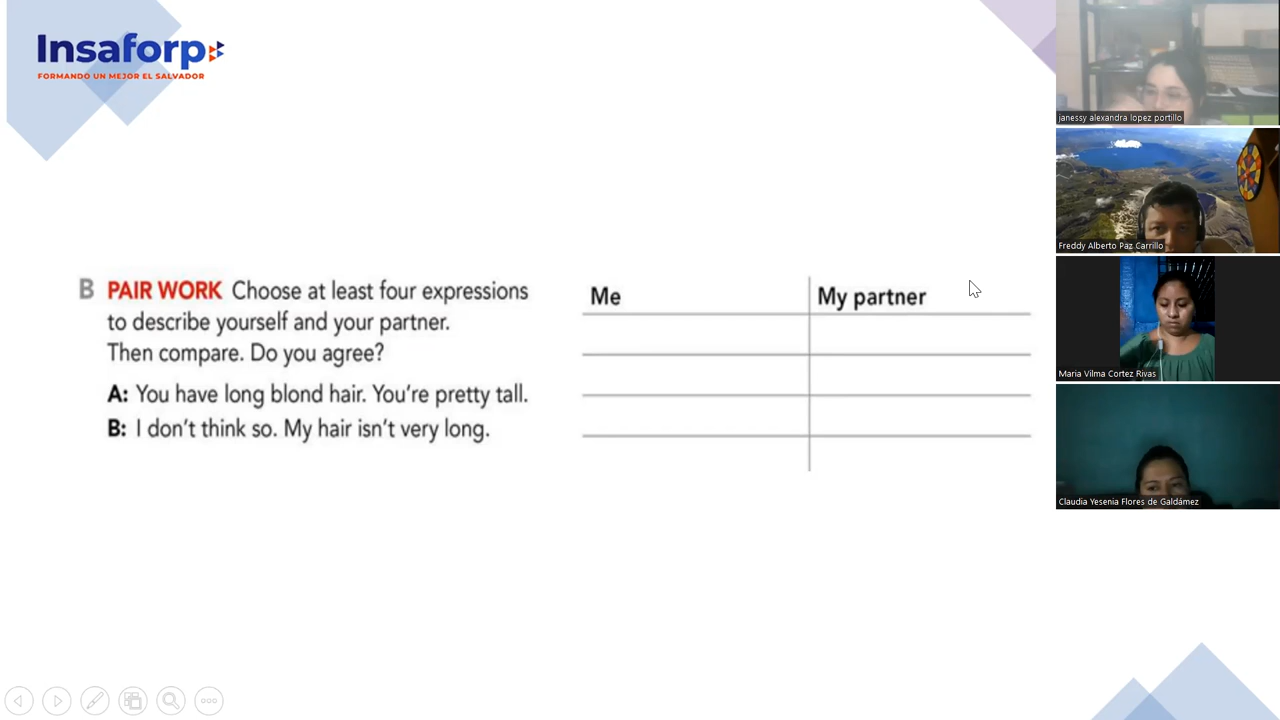 Insaforp
FORMANDO UN MEJOR EL SALVADOR
B PAIR WORK Choose at least four expressions
to describe yourself and your partner.
Then compare. Do you agree?
A: You have long blond hair. You're pretty tall.
B: I don't think so. My hair isn't very long.
Me My partner
janessy alexandra lopez portillo
Freddy Alberto Paz Carrillo
Maria Vilma Cortez Rivas
Claudia Yesenia Flores de Galdámez